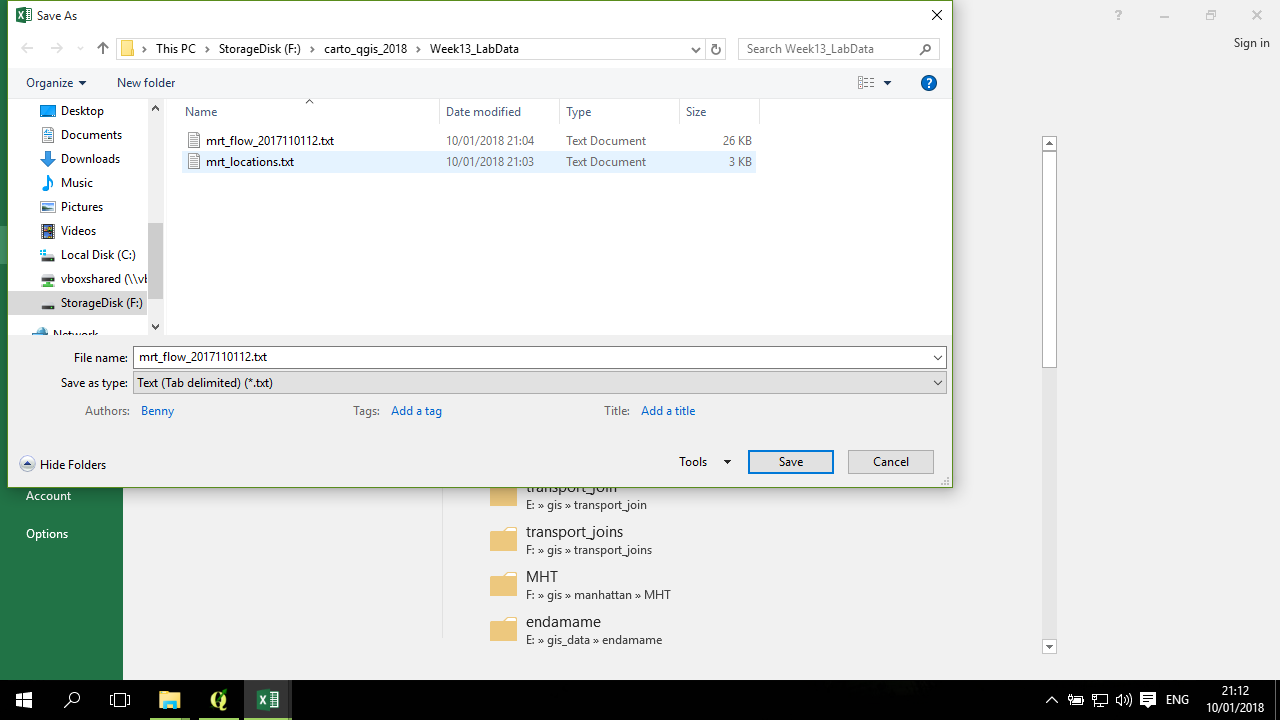 Save As
?
This PC > StorageDisk (F:) > carto_qgis_2018 > Week13_LabData
Search Week13_LabData
Sign in
Organize
New folder
?
Name
Date modified
Type
Size
Desktop
Documents
Downloads
Music
Pictures
Videos
Local Disk (C:)
vboxshared (\\vb
StorageDisk (F:)
Network
mrt_flow_2017110112.txt 10/01/2018 21:04 Text Document 26 KB
mrt_locations.txt 10/01/2018 21:03 Text Document 3 KB
File name: mrt_flow_2017110112.txt
Save as type: Text (Tab delimited) (*.txt)
Authors: Benny Tags: Add a tag Title: Add a title
Hide Folders
Tools
Save
Cancel
Account
Options
transport_join
E: » gis » transport_join
transport_joins
F: » gis » transport_joins
MHT
F: » gis » manhattan » MHT
endamame
E: » gis_data » endamame
ENG
21:12
10/01/2018